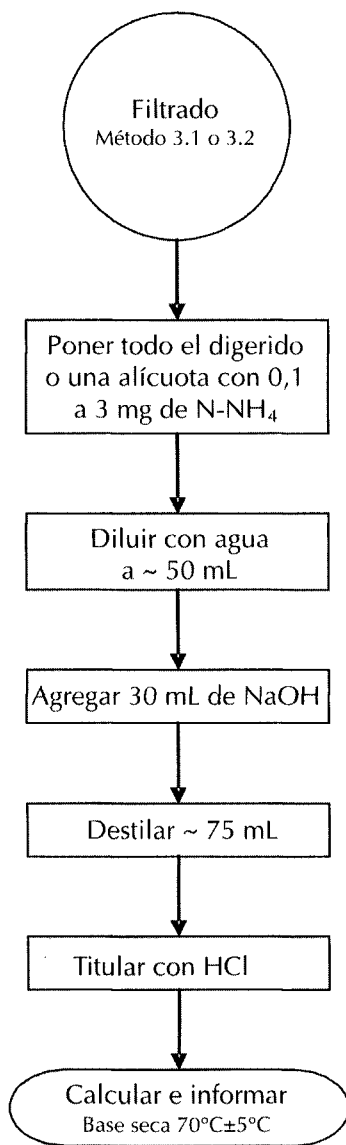 Filtrado
Método 3.1 o 3.2
Poner todo el digerido
o una alícuota con 0,1
a 3 mg de N-NH₄
Diluir con agua
a ~ 50 mL
Agregar 30 mL de NaOH
Destilar ~ 75 mL
Titular con HCl
Calcular e informar
Base seca 70ºC±5ºC